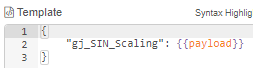 Template Syntax Highlig
1 {
2 "gj_SIN_Scaling": {{payload}}
3 }